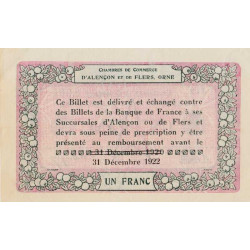 CHAMBRES DE COMMERCE
D'ALENÇON ET DE FLERS, ORNE
Ce Billet est délivré et échangé contre
des Billets de la Banque de France à ses
Succursales d'Alençon ou de Flers et
devra sous peine de prescription y être
présenté au remboursement avant le
31 Décembre 1920
31 Décembre 1922
UN FRANC